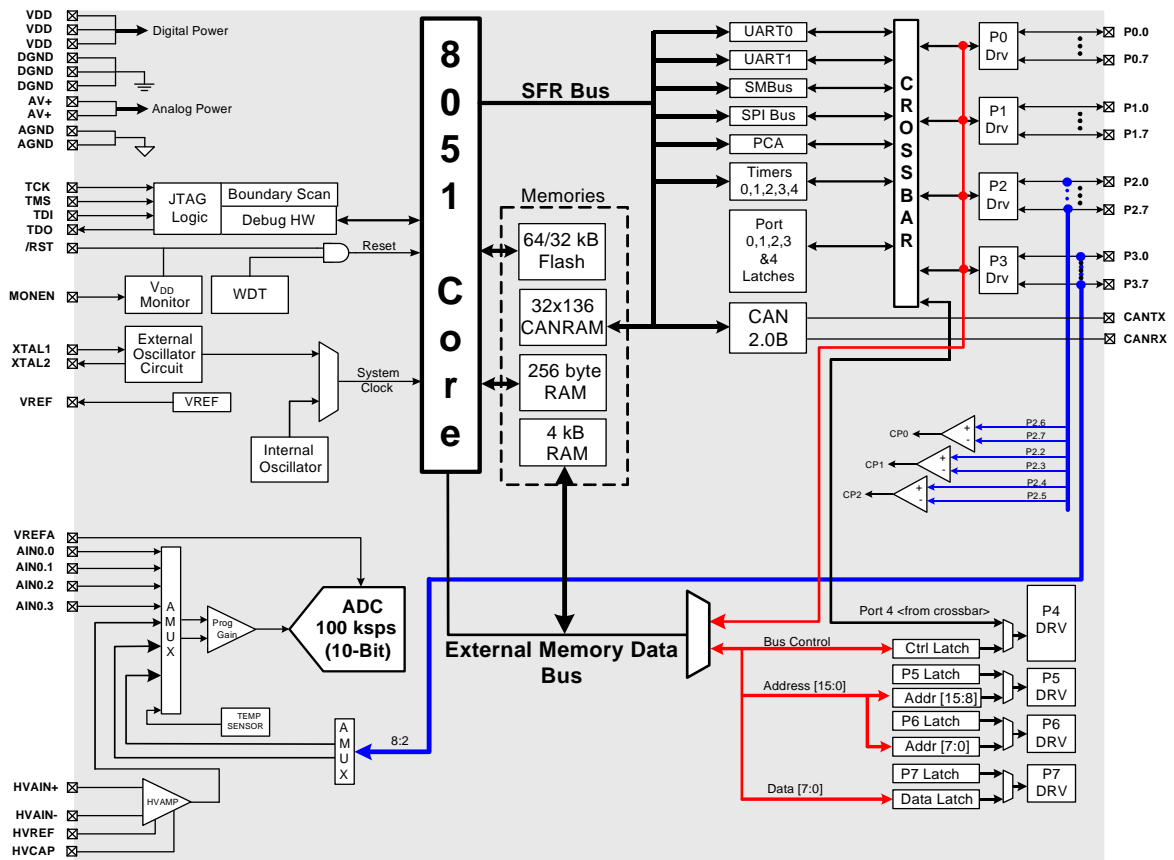 VDD
VDD
VDD
Digital Power
DGND
DGND
DGND
AV+
AV+
Analog Power
AGND
AGND
TCK
TMS
TDI
TDO
/RST
MONEN
XTAL1
XTAL2
VREF
JTAG
Logic
Boundary Scan
Debug HW
Reset
VDD
Monitor
WDT
External
Oscillator
Circuit
System
Clock
VREF
Internal
Oscillator
8
0
5
1
C
o
r
e
SFR Bus
Memories
64/32 kB
Flash
32x136
CANRAM
256 byte
RAM
4 kB
RAM
UART0
UART1
SMBus
SPI Bus
PCA
Timers
0,1,2,3,4
Port
0,1,2,3
&4
Latches
CAN
2.0B
C
R
O
S
S
B
A
R
P0
Drv
P1
Drv
P2
Drv
P3
Drv
P0.0
P0.7
P1.0
P1.7
P2.0
P2.7
P3.0
P3.7
CANTX
CANRX
CP0
+
-
P2.6
P2.7
CP1
+
-
P2.2
P2.3
CP2
+
-
P2.4
P2.5
VREFA
AIN0.0
AIN0.1
AIN0.2
AIN0.3
A
M
U
X
Prog
Gain
ADC
100 ksps
(10-Bit)
TEMP
SENSOR
A
M
U
X
8:2
HVAIN+
HVAIN-
HVREF
HVCAP
HVAMP
External Memory Data
Bus
Port 4 <from crossbar>
Bus Control
Ctrl Latch
P4
DRV
Address [15:0]
P5 Latch
Addr [15:8]
P5
DRV
P6 Latch
Addr [7:0]
P6
DRV
Data [7:0]
P7 Latch
Data Latch
P7
DRV